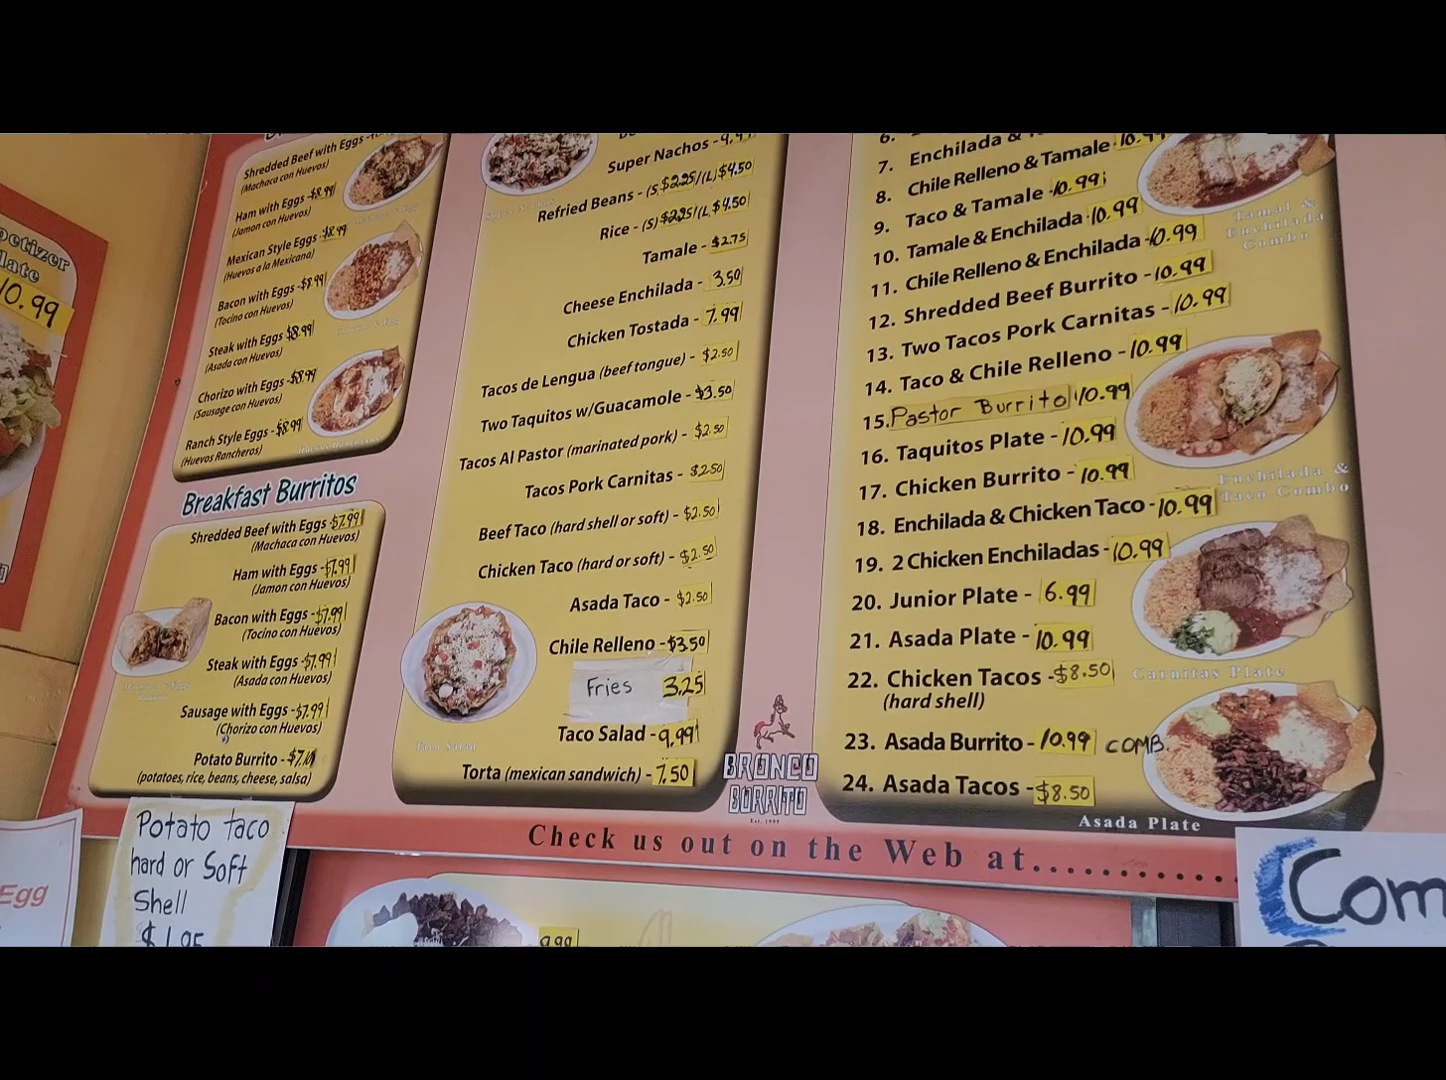 petizer
late
10.99
Shredded Beef with Eggs
(Machaca con Huevos)
Ham with Eggs -$8.99
(Jamon con Huevos)
Mexican Style Eggs -$8.99
(Huevos a la Mexicana)
Bacon with Eggs -$8.99
(Tocino con Huevos)
Steak with Eggs $8.99
(Asada con Huevos)
Chorizo with Eggs -$8.99
(Sausage con Huevos)
Ranch Style Eggs -$8.99
(Huevos Rancheros)
Breakfast Burritos
Shredded Beef with Eggs -$7.99
(Machaca con Huevos)
Ham with Eggs -$7.99
(Jamon con Huevos)
Bacon with Eggs -$7.99
(Tocino con Huevos)
Steak with Eggs -$7.99
(Asada con Huevos)
Sausage with Eggs -$7.99
(Chorizo con Huevos)
Potato Burrito -
(potatoes, rice, beans, cheese, salsa)
Super Nachos - 9.99
Refried Beans - (S $2.25/(L) $4.50
Rice - (S) $2.25/(L $4.50
Tamale - $2.75
Cheese Enchilada - 3.50
Chicken Tostada - 7.99
Tacos de Lengua (beef tongue) - $2.50
Two Taquitos w/Guacamole - $3.50
Tacos Al Pastor (marinated pork) - $2.50
Tacos Pork Carnitas - $2.50
Beef Taco (hard shell or soft) - $2.50
Chicken Taco (hard or soft) - $2.50
Asada Taco - $2.50
Chile Relleno -$3.50
Fries 3.25
Taco Salad - 9.99
Taco Salad
Torta (mexican sandwich) - 7.50
BRONCO
BURRITO
Est. 1999
6.
7. Enchilada &
8. Chile Relleno & Tamale - 10.99
9. Taco & Tamale - 10.99
10. Tamale & Enchilada - 10.99
11. Chile Relleno & Enchilada - 10.99
12. Shredded Beef Burrito - 10.99
13. Two Tacos Pork Carnitas - 10.99
14. Taco & Chile Relleno - 10.99
15. Pastor Burrito 10.99
16. Taquitos Plate - 10.99
17. Chicken Burrito - 10.99
18. Enchilada & Chicken Taco - 10.99
19. 2 Chicken Enchiladas - 10.99
20. Junior Plate - 6.99
21. Asada Plate - 10.99
22. Chicken Tacos -$8.50
(hard shell)
23. Asada Burrito - 10.99 COMB.
24. Asada Tacos -$8.50
Tamal &
Enchilada
Combo
Enchilada &
Taco Combo
Carnitas Plate
Asada Plate
Check us out on the Web at............
Egg
Potato taco
hard or Soft
Shell
$1.95
9.99
Com